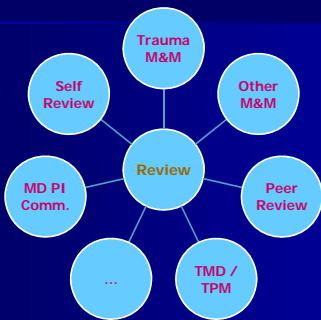 Trauma
M&M
Self
Review
Other
M&M
Review
MD PI
Comm.
Peer
Review
...
TMD /
TPM